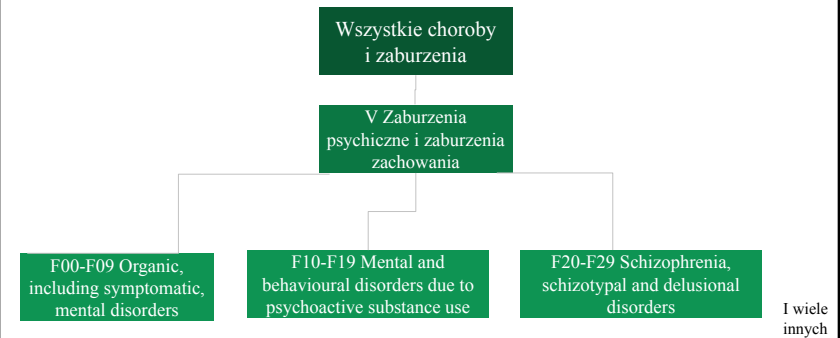 Wszystkie choroby
i zaburzenia
V Zaburzenia
psychiczne i zaburzenia
zachowania
F00-F09 Organic,
including symptomatic,
mental disorders
F10-F19 Mental and
behavioural disorders due to
psychoactive substance use
F20-F29 Schizophrenia,
schizotypal and delusional
disorders
I wiele
innych